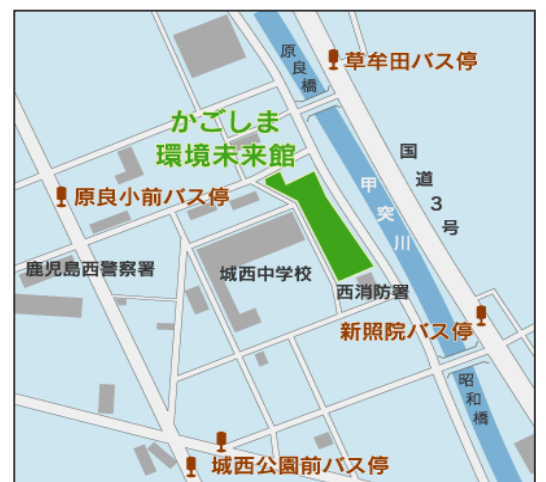 原良橋
草牟田バス停
かごしま
環境未来館
国道3号
甲突川
原良小前バス停
鹿児島西警察署
城西中学校
西消防署
新照院バス停
昭和橋
城西公園前バス停